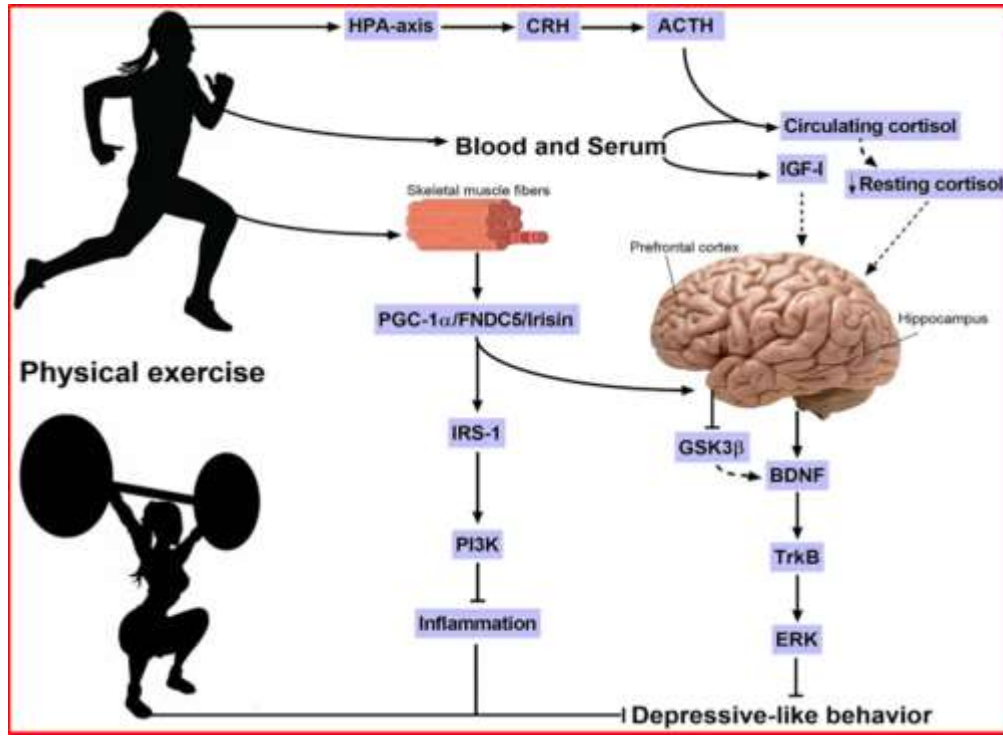 HPA-axis
CRH
ACTH
Blood and Serum
Circulating cortisol
IGF-I
↓ Resting cortisol
Skeletal muscle fibers
Prefrontal cortex
Hippocampus
PGC-1α/FNDC5/Irisin
Physical exercise
IRS-1
GSK3β
BDNF
PI3K
TrkB
Inflammation
ERK
Depressive-like behavior